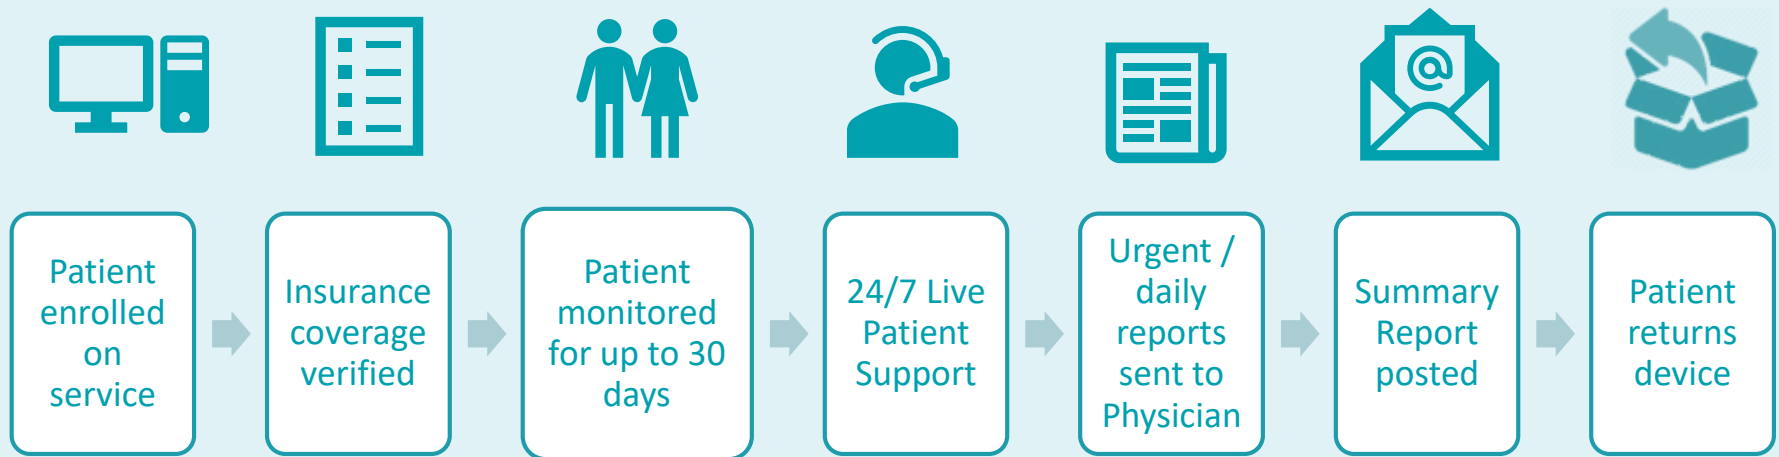 Patient
enrolled
on
service
Insurance
coverage
verified
Patient
monitored
for up to 30
days
24/7 Live
Patient
Support
Urgent /
daily
reports
sent to
Physician
Summary
Report
posted
Patient
returns
device